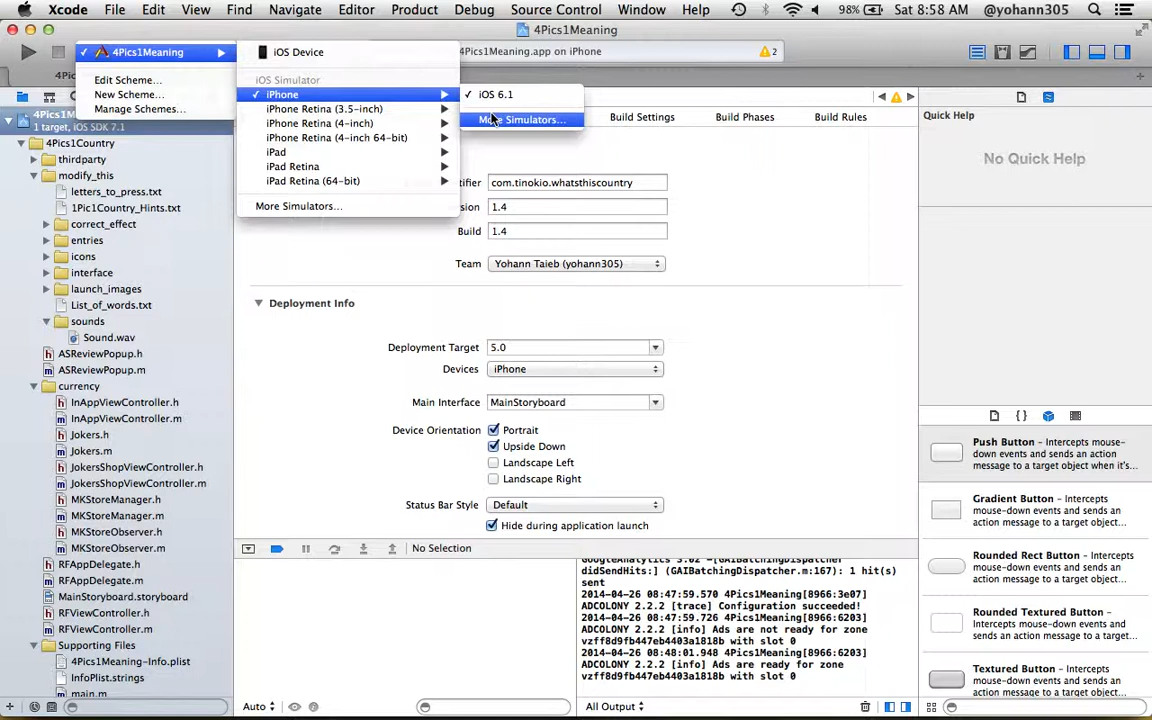 Xcode File Edit View Find Navigate Editor Product Debug Source Control Window Help 98% Sat 8:58 AM @yohann305
4Pics1Meaning
4Pics1Meaning.app on iPhone 2
4Pics1Meaning
Edit Scheme...
New Scheme...
Manage Schemes...
iOS Device
iOS Simulator
iPhone
iPhone Retina (3.5-inch)
iPhone Retina (4-inch)
iPhone Retina (4-inch 64-bit)
iPad
iPad Retina
iPad Retina (64-bit)
More Simulators...
iOS 6.1
Simulators...
Build Settings Build Phases Build Rules
1 target, iOS SDK 7.1
4Pics1Country
thirdparty
modify_this
letters_to_press.txt
1Pic1Country_Hints.txt
correct_effect
entries
icons
interface
launch_images
List_of_words.txt
sounds
Sound.wav
ASReviewPopup.h
ASReviewPopup.m
currency
InAppViewController.h
InAppViewController.m
Jokers.h
Jokers.m
JokersShopViewController.h
JokersShopViewController.m
MKStoreManager.h
MKStoreManager.m
MKStoreObserver.h
MKStoreObserver.m
RFAppDelegate.h
RFAppDelegate.m
MainStoryboard.storyboard
RFViewController.h
RFViewController.m
Supporting Files
4Pics1Meaning-Info.plist
InfoPlist.strings
main.m
com.tinokio.whatsthiscountry
1.4
Build 1.4
Team Yohann Taieb (yohann305)
Deployment Info
Deployment Target 5.0
Devices iPhone
Main Interface MainStoryboard
Device Orientation Portrait
Upside Down
Landscape Left
Landscape Right
Status Bar Style Default
Hide during application launch
No Selection
GoogleAnalytics 3.02 -[GAIBatchingDispatcher
didSendHits:] (GAIBatchingDispatcher.m:167): 1 hit(s)
sent
2014-04-26 08:47:59.570 4Pics1Meaning[8966:3e07]
ADCOLONY 2.2.2 [trace] Configuration succeeded!
2014-04-26 08:47:59.726 4Pics1Meaning[8966:6203]
ADCOLONY 2.2.2 [info] Ads are not ready for zone
vzff8d9fb447eb4403a1818b with slot 0
2014-04-26 08:48:01.948 4Pics1Meaning[8966:6203]
ADCOLONY 2.2.2 [info] Ads are ready for zone
vzff8d9fb447eb4403a1818b with slot 0
Auto
All Output
Quick Help
No Quick Help
Push Button - Intercepts mouse-
down events and sends an action
message to a target object when it's...
Gradient Button - Intercepts
mouse-down events and sends an
action message to a target object...
Rounded Rect Button - Intercepts
mouse-down events and sends an
action message to a target object...
Rounded Textured Button -
Intercepts mouse-down events and
sends an action message to a target...
Textured Button - Intercepts
mouse-down events and sends an